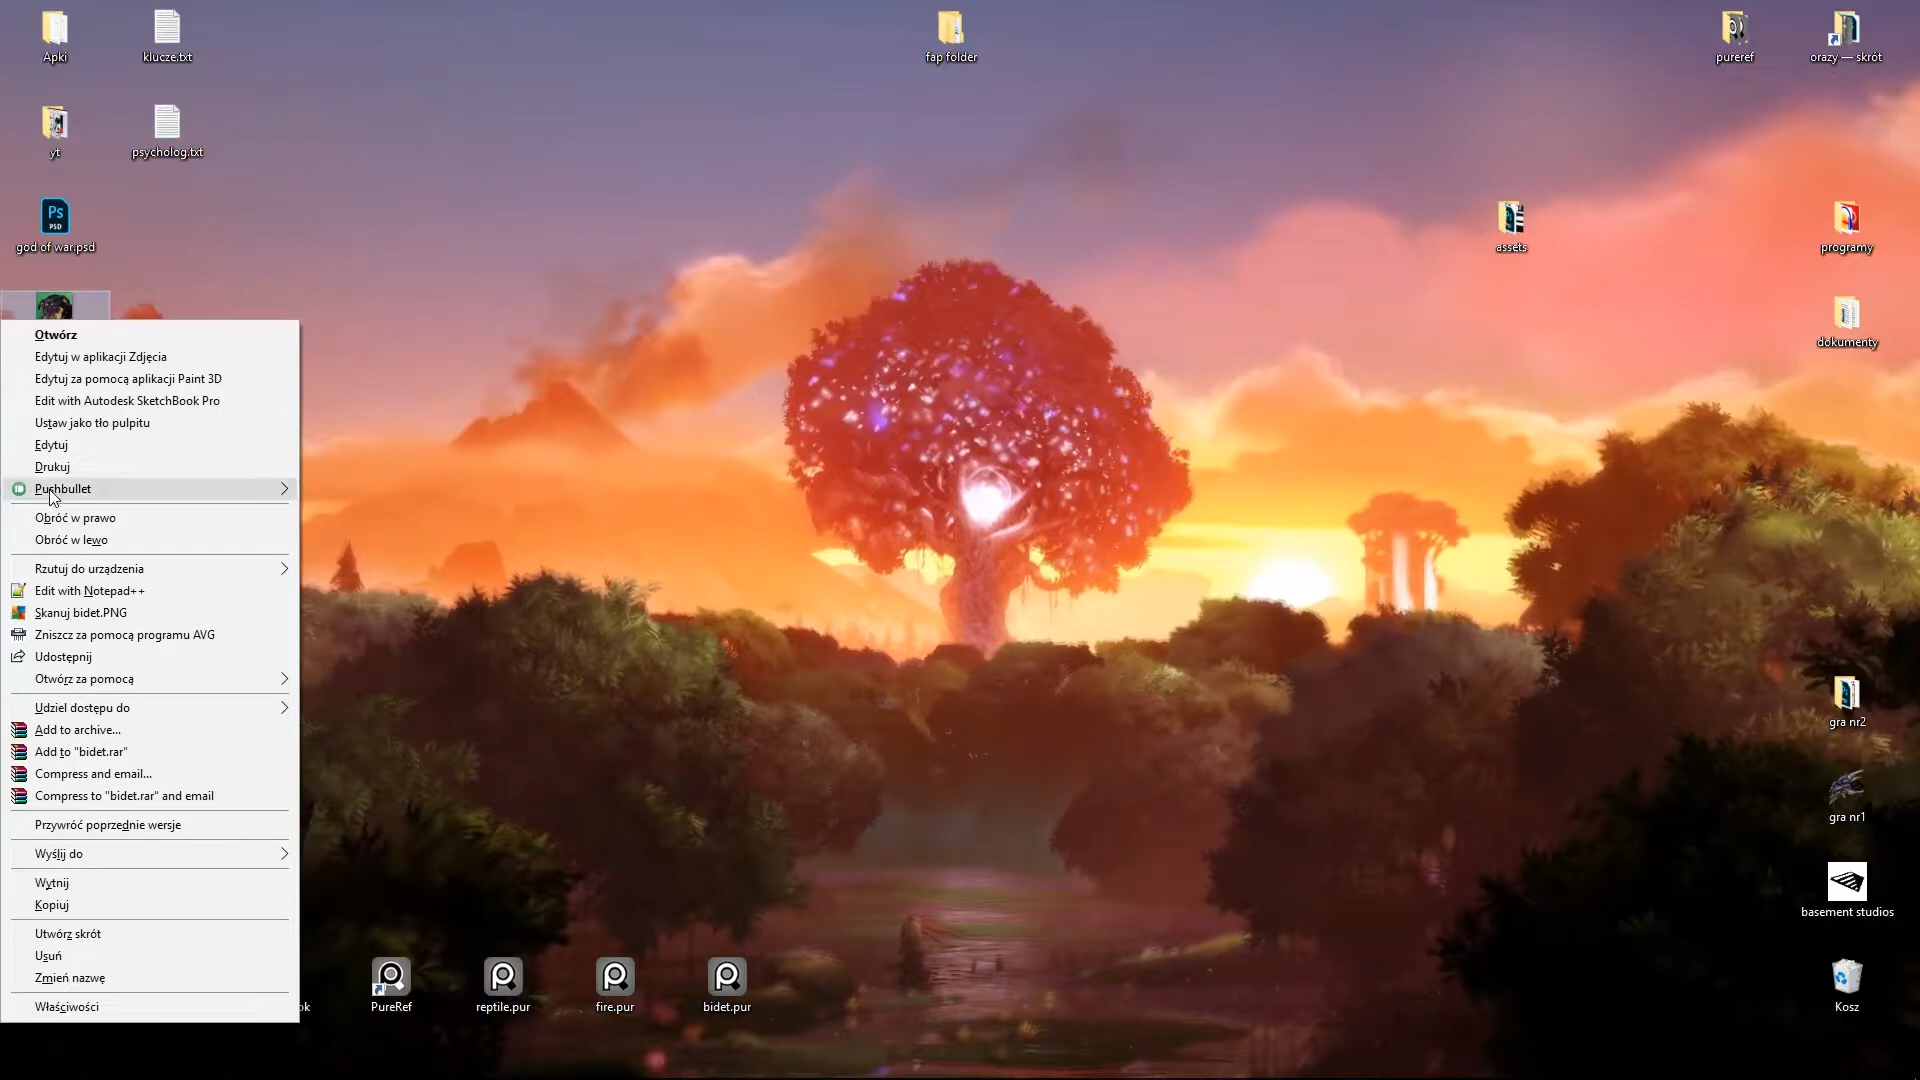 Apki
klucze.txt
fap folder
pureref
orazy — skrót
yt
psycholog.txt
Ps
PSD
god of war.psd
assets
programy
dokumenty
Otwórz
Edytuj w aplikacji Zdjęcia
Edytuj za pomocą aplikacji Paint 3D
Edit with Autodesk SketchBook Pro
Ustaw jako tło pulpitu
Edytuj
Drukuj
Pushbullet
Obróć w prawo
Obróć w lewo
Rzutuj do urządzenia
Edit with Notepad++
Skanuj bidet.PNG
Zniszcz za pomocą programu AVG
Udostępnij
Otwórz za pomocą
Udziel dostępu do
Add to archive...
Add to "bidet.rar"
Compress and email...
Compress to "bidet.rar" and email
Przywróć poprzednie wersje
Wyślij do
Wytnij
Kopiuj
Utwórz skrót
Usuń
Zmień nazwę
Właściwości
ok
PureRef
reptile.pur
fire.pur
bidet.pur
gra nr2
gra nr1
basement studios
Kosz